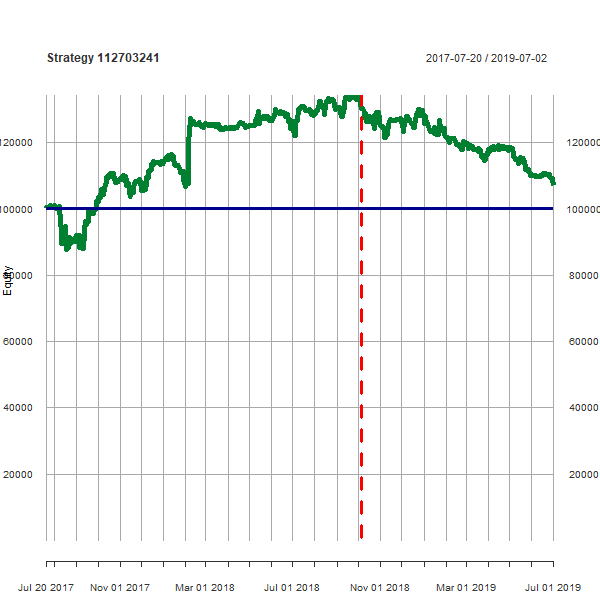 Strategy 112703241
2017-07-20 / 2019-07-02
120000
120000
100000
100000
80000
80000
Equity
60000
60000
40000
40000
20000
20000
Jul 20 2017
Nov 01 2017
Mar 01 2018
Jul 01 2018
Nov 01 2018
Mar 01 2019
Jul 01 2019